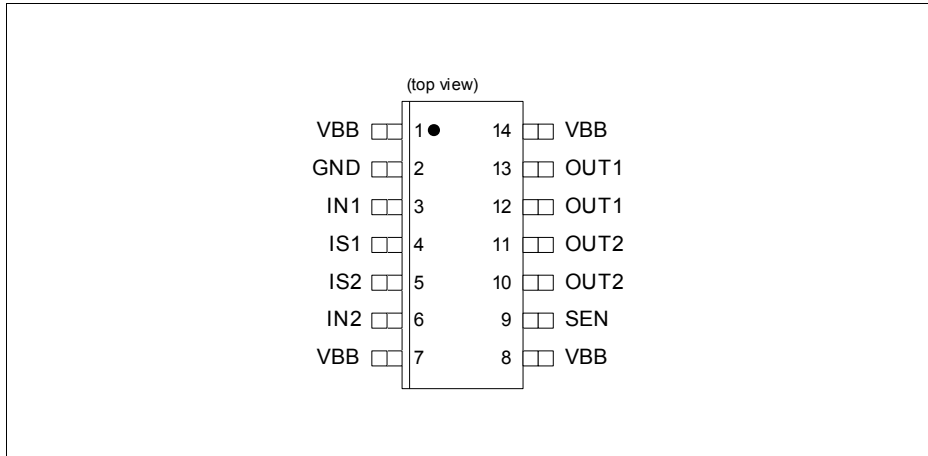 (top view)
VBB 1 14 VBB
GND 2 13 OUT1
IN1 3 12 OUT1
IS1 4 11 OUT2
IS2 5 10 OUT2
IN2 6 9 SEN
VBB 7 8 VBB